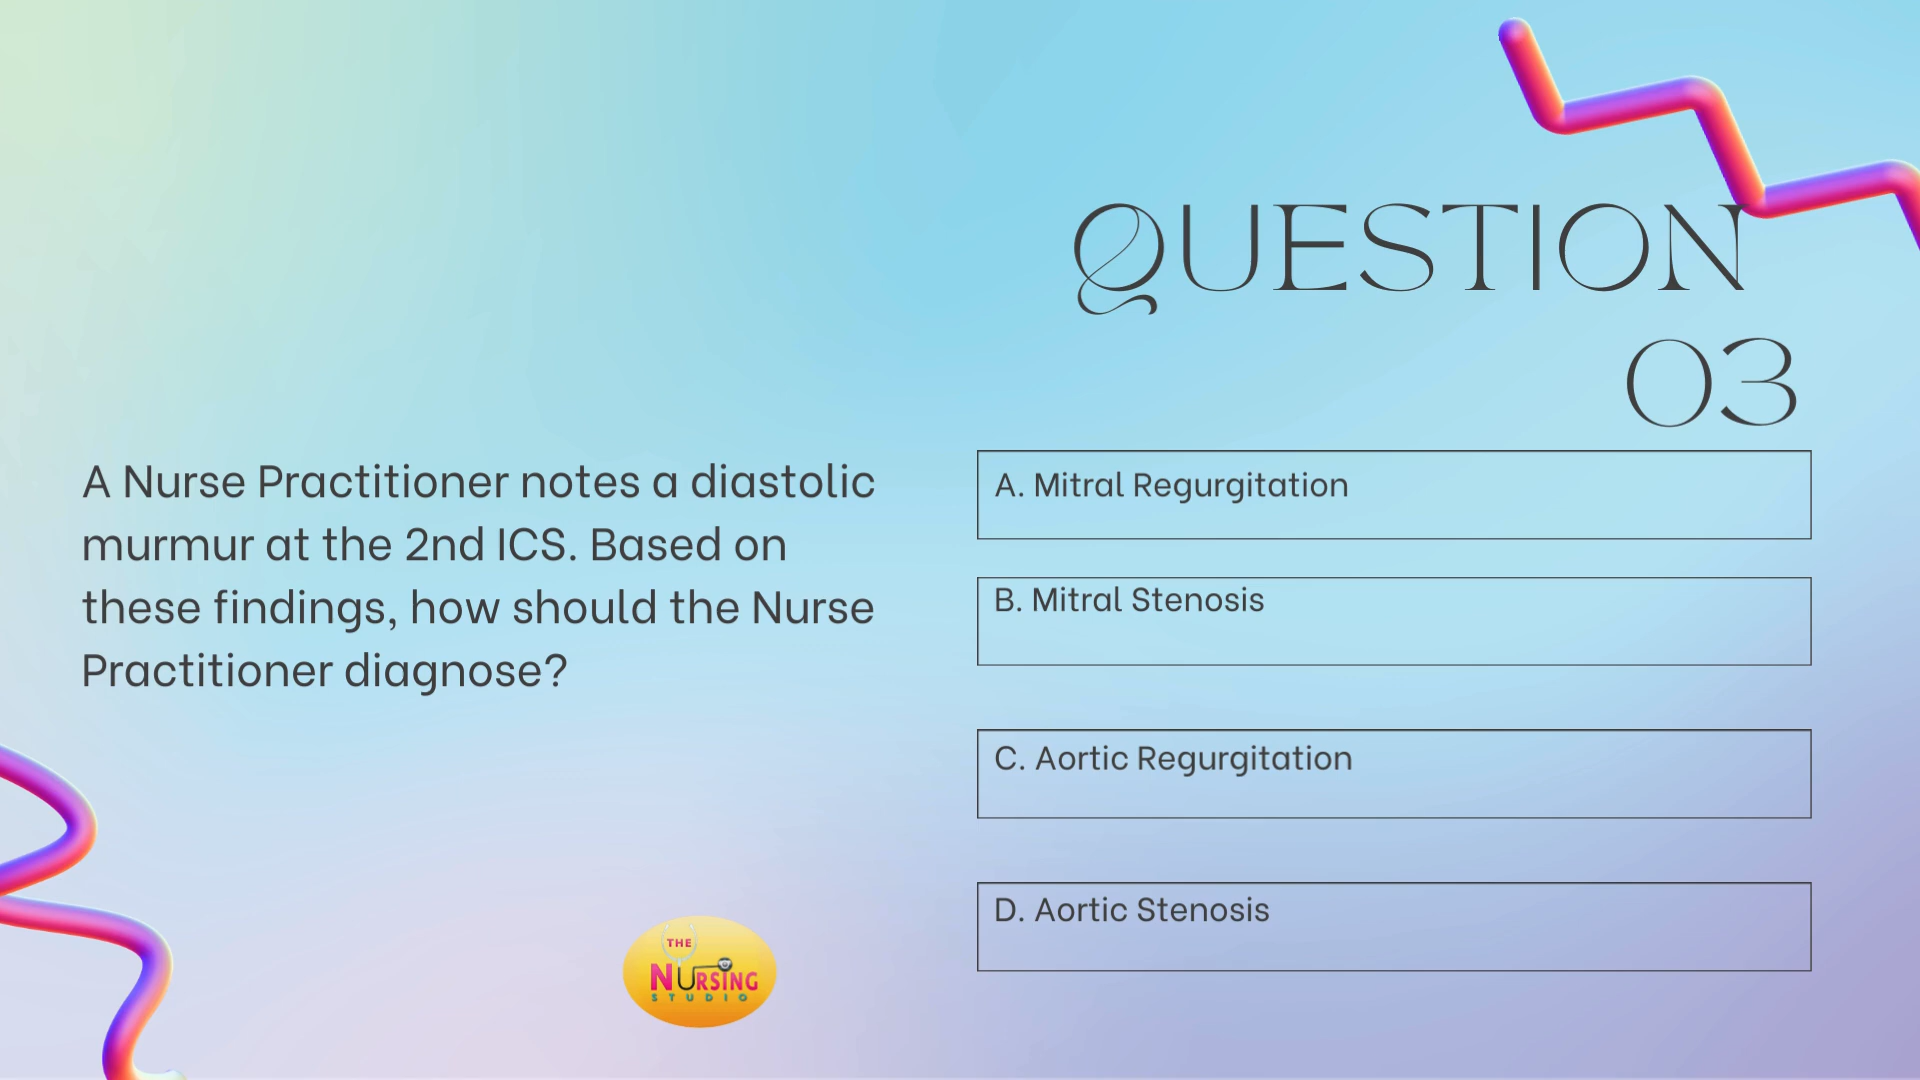 QUESTION
03
A Nurse Practitioner notes a diastolic
murmur at the 2nd ICS. Based on
these findings, how should the Nurse
Practitioner diagnose?
A. Mitral Regurgitation
B. Mitral Stenosis
C. Aortic Regurgitation
D. Aortic Stenosis
THE
NURSING
STUDIO